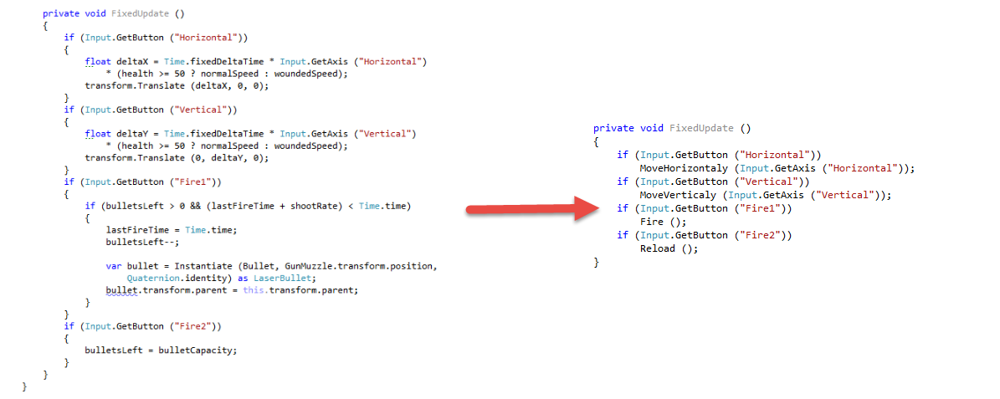 private void FixedUpdate ()
{
if (Input.GetButton ("Horizontal"))
{
float deltaX = Time.fixedDeltaTime * Input.GetAxis ("Horizontal")
* (health >= 50 ? normalSpeed : woundedSpeed);
transform.Translate (deltaX, 0, 0);
}
if (Input.GetButton ("Vertical"))
{
float deltaY = Time.fixedDeltaTime * Input.GetAxis ("Vertical")
* (health >= 50 ? normalSpeed : woundedSpeed);
transform.Translate (0, deltaY, 0);
}
if (Input.GetButton ("Fire1"))
{
if (bulletsLeft > 0 && (lastFireTime + shootRate) < Time.time)
{
lastFireTime = Time.time;
bulletsLeft--;
var bullet = Instantiate (Bullet, GunMuzzle.transform.position,
Quaternion.identity) as LaserBullet;
bullet.transform.parent = this.transform.parent;
}
}
if (Input.GetButton ("Fire2"))
{
bulletsLeft = bulletCapacity;
}
}
}
private void FixedUpdate ()
{
if (Input.GetButton ("Horizontal"))
MoveHorizontaly (Input.GetAxis ("Horizontal"));
if (Input.GetButton ("Vertical"))
MoveVerticaly (Input.GetAxis ("Vertical"));
if (Input.GetButton ("Fire1"))
Fire ();
if (Input.GetButton ("Fire2"))
Reload ();
}